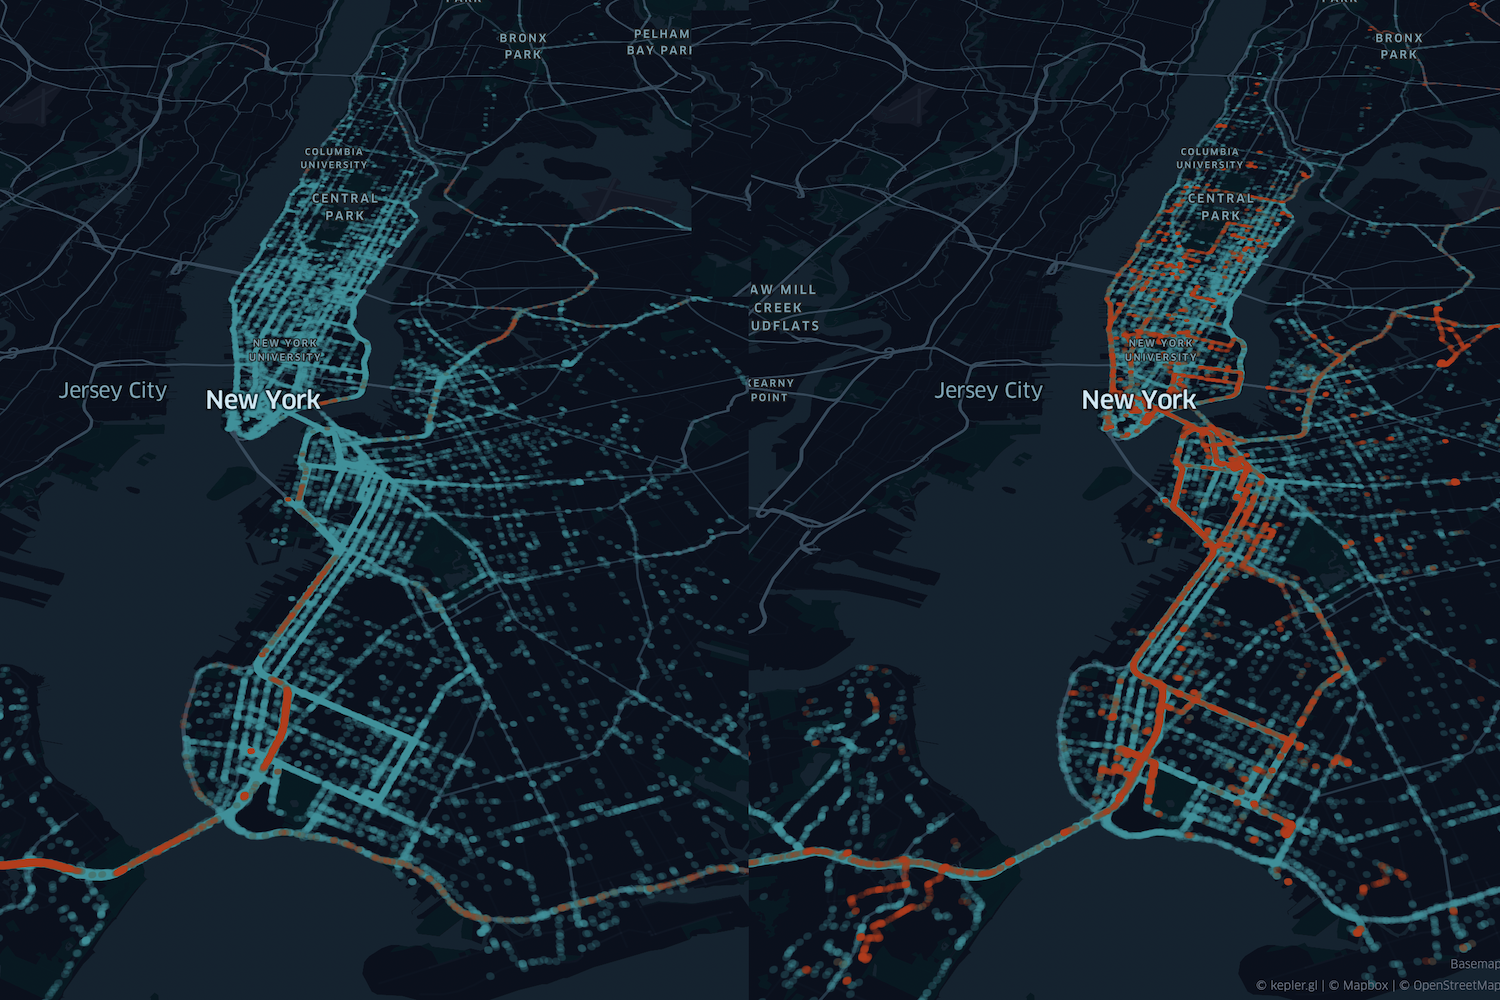 PARK
BRONX
PARK
PELHAM
BAY PARI
COLUMBIA
UNIVERSITY
CENTRAL
PARK
NEW YORK
UNIVERSITY
Jersey City
New York
PARK
BRONX
PARK
COLUMBIA
UNIVERSITY
CENTRAL
PARK
AW MILL
CREEK
UDFLATS
KEARNY
POINT
NEW YORK
UNIVERSITY
Jersey City
New York
Basemap
© kepler.gl | © Mapbox | © OpenStreetMap